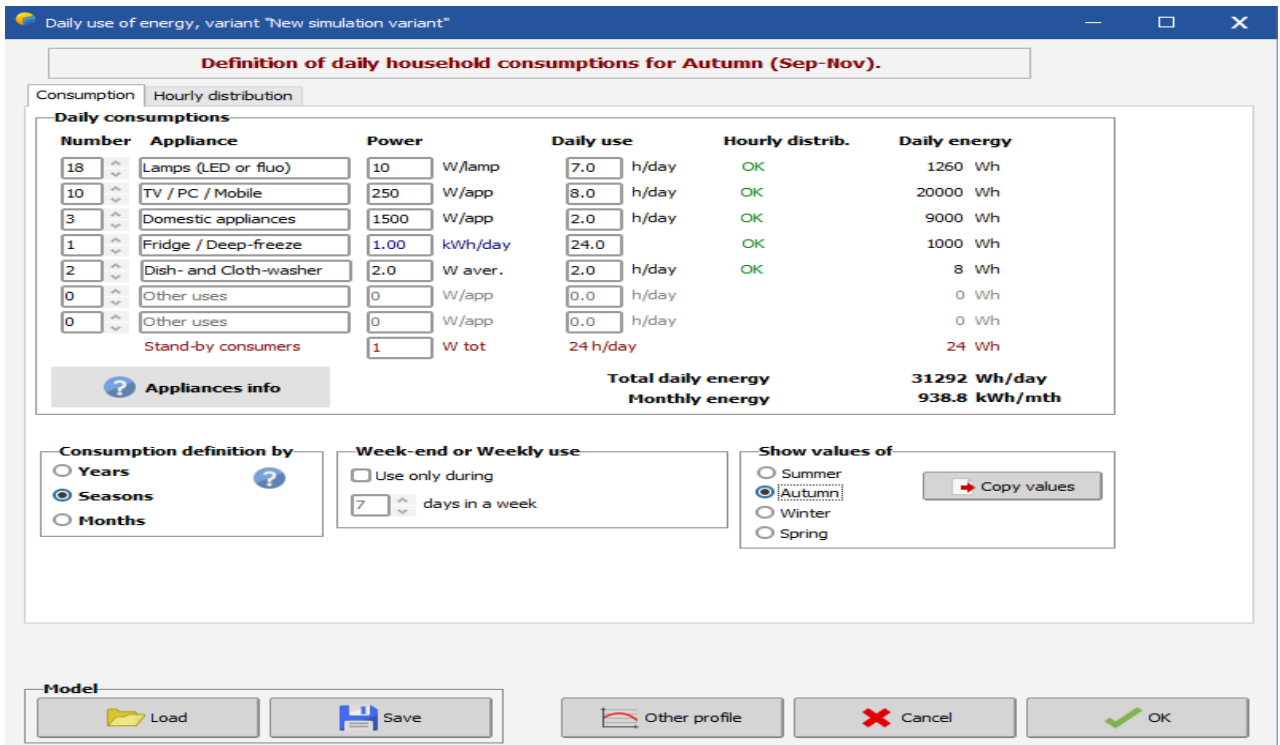 Daily use of energy, variant "New simulation variant"
Definition of daily household consumptions for Autumn (Sep-Nov).
Consumption Hourly distribution
Daily consumptions
Number Appliance Power Daily use Hourly distrib. Daily energy
18 Lamps (LED or fluo) 10 W/lamp 7.0 h/day OK 1260 Wh
10 TV / PC / Mobile 250 W/app 8.0 h/day OK 20000 Wh
3 Domestic appliances 1500 W/app 2.0 h/day OK 9000 Wh
1 Fridge / Deep-freeze 1.00 kWh/day 24.0 OK 1000 Wh
2 Dish- and Cloth-washer 2.0 W aver. 2.0 h/day OK 8 Wh
0 Other uses 0 W/app 0.0 h/day 0 Wh
0 Other uses 0 W/app 0.0 h/day 0 Wh
Stand-by consumers 1 W tot 24 h/day 24 Wh
? Appliances info
Total daily energy 31292 Wh/day
Monthly energy 938.8 kWh/mth
Consumption definition by
Years
?
Seasons
Months
Week-end or Weekly use
Use only during
7 days in a week
Show values of
Summer
Autumn
Winter
Spring
Copy values
Model
Load Save Other profile Cancel OK